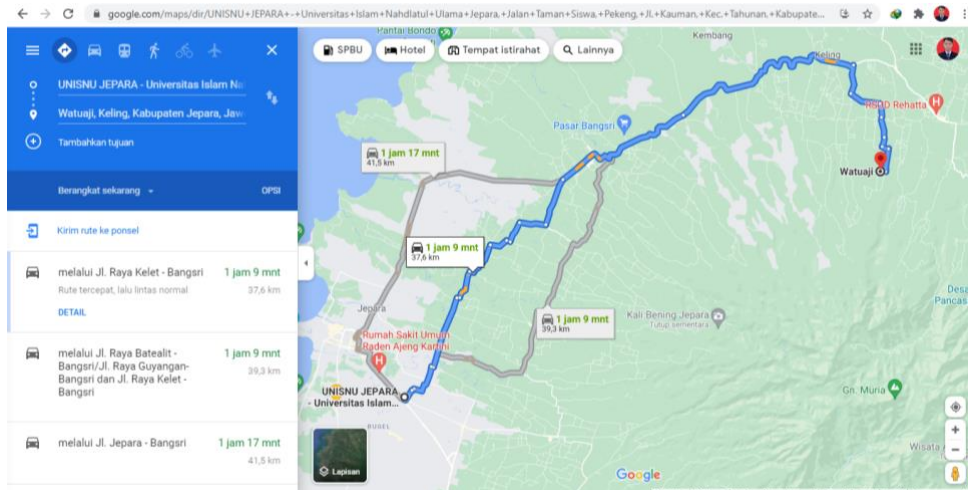 google.com/maps/dir/UNISNU+JEPARA+-+Universitas+Islam+Nahdlatul+Ulama+Jepara,+Jalan+Taman+Siswa,+Pekeng,+Jl.+Kauman,+Kec.+Tahunan,+Kabupate...
UNISNU JEPARA - Universitas Islam Na
Watuaji, Keling, Kabupaten Jepara, Jaw
Tambahkan tujuan
Berangkat sekarang
OPSI
Kirim rute ke ponsel
melalui Jl. Raya Kelet - Bangsri
1 jam 9 mnt
Rute tercepat, lalu lintas normal
37,6 km
DETAIL
melalui Jl. Raya Batealit -
Bangsri/Jl. Raya Guyangan-
Bangsri dan Jl. Raya Kelet -
Bangsri
1 jam 9 mnt
39,3 km
melalui Jl. Jepara - Bangsri
1 jam 17 mnt
41,5 km
SPBU
Hotel
Tempat istirahat
Lainnya
Pantai Bondo
Kembang
Keling
RSUD Rehatta
Pasar Bangsri
Watuaji
1 jam 17 mnt
41,5 km
1 jam 9 mnt
37,6 km
1 jam 9 mnt
39,3 km
Jepara
Kali Bening Jepara
Tutup sementara
Desa
Pancas
Rumah Sakit Umum
Raden Ajeng Kartini
UNISNU JEPARA
- Universitas Islam...
Gn. Muria
Wisata
Lapisan
Google